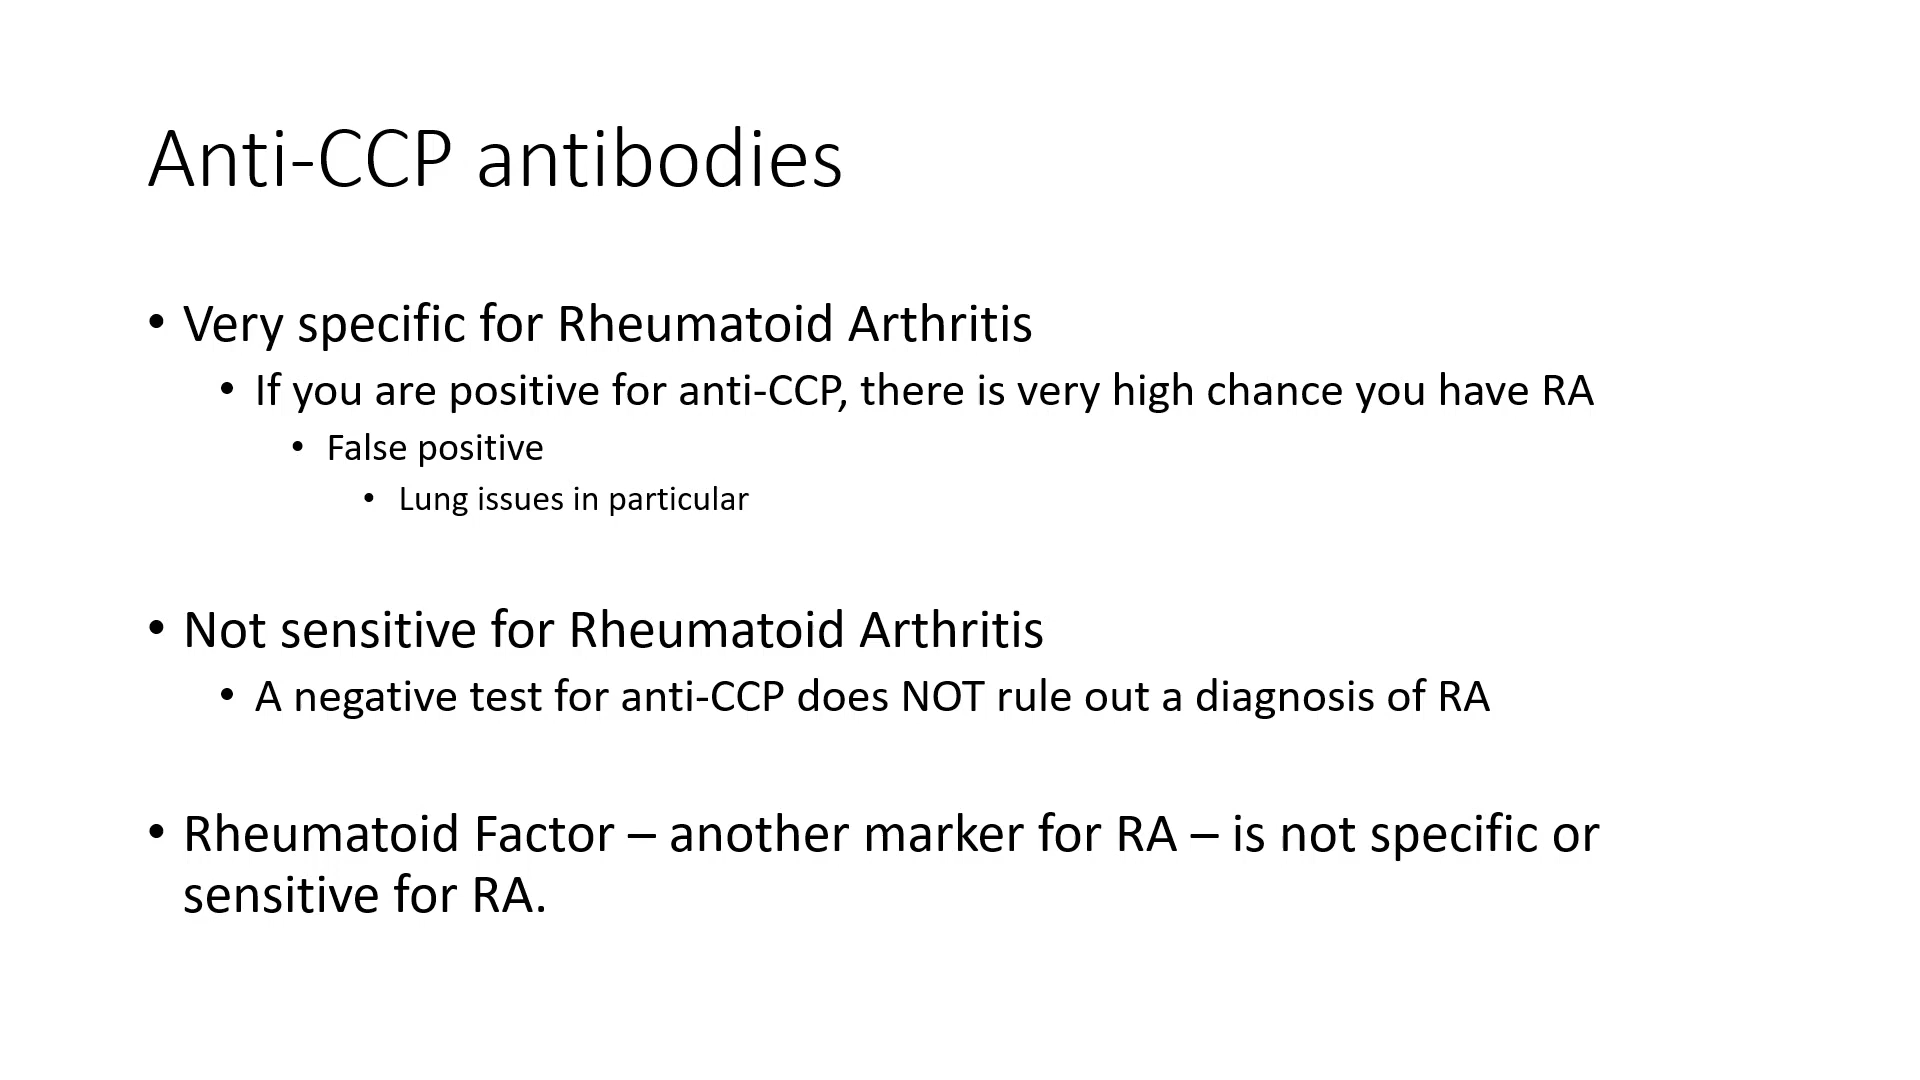 Anti-CCP antibodies
• Very specific for Rheumatoid Arthritis
• If you are positive for anti-CCP, there is very high chance you have RA
• False positive
• Lung issues in particular
• Not sensitive for Rheumatoid Arthritis
• A negative test for anti-CCP does NOT rule out a diagnosis of RA
• Rheumatoid Factor – another marker for RA – is not specific or
sensitive for RA.